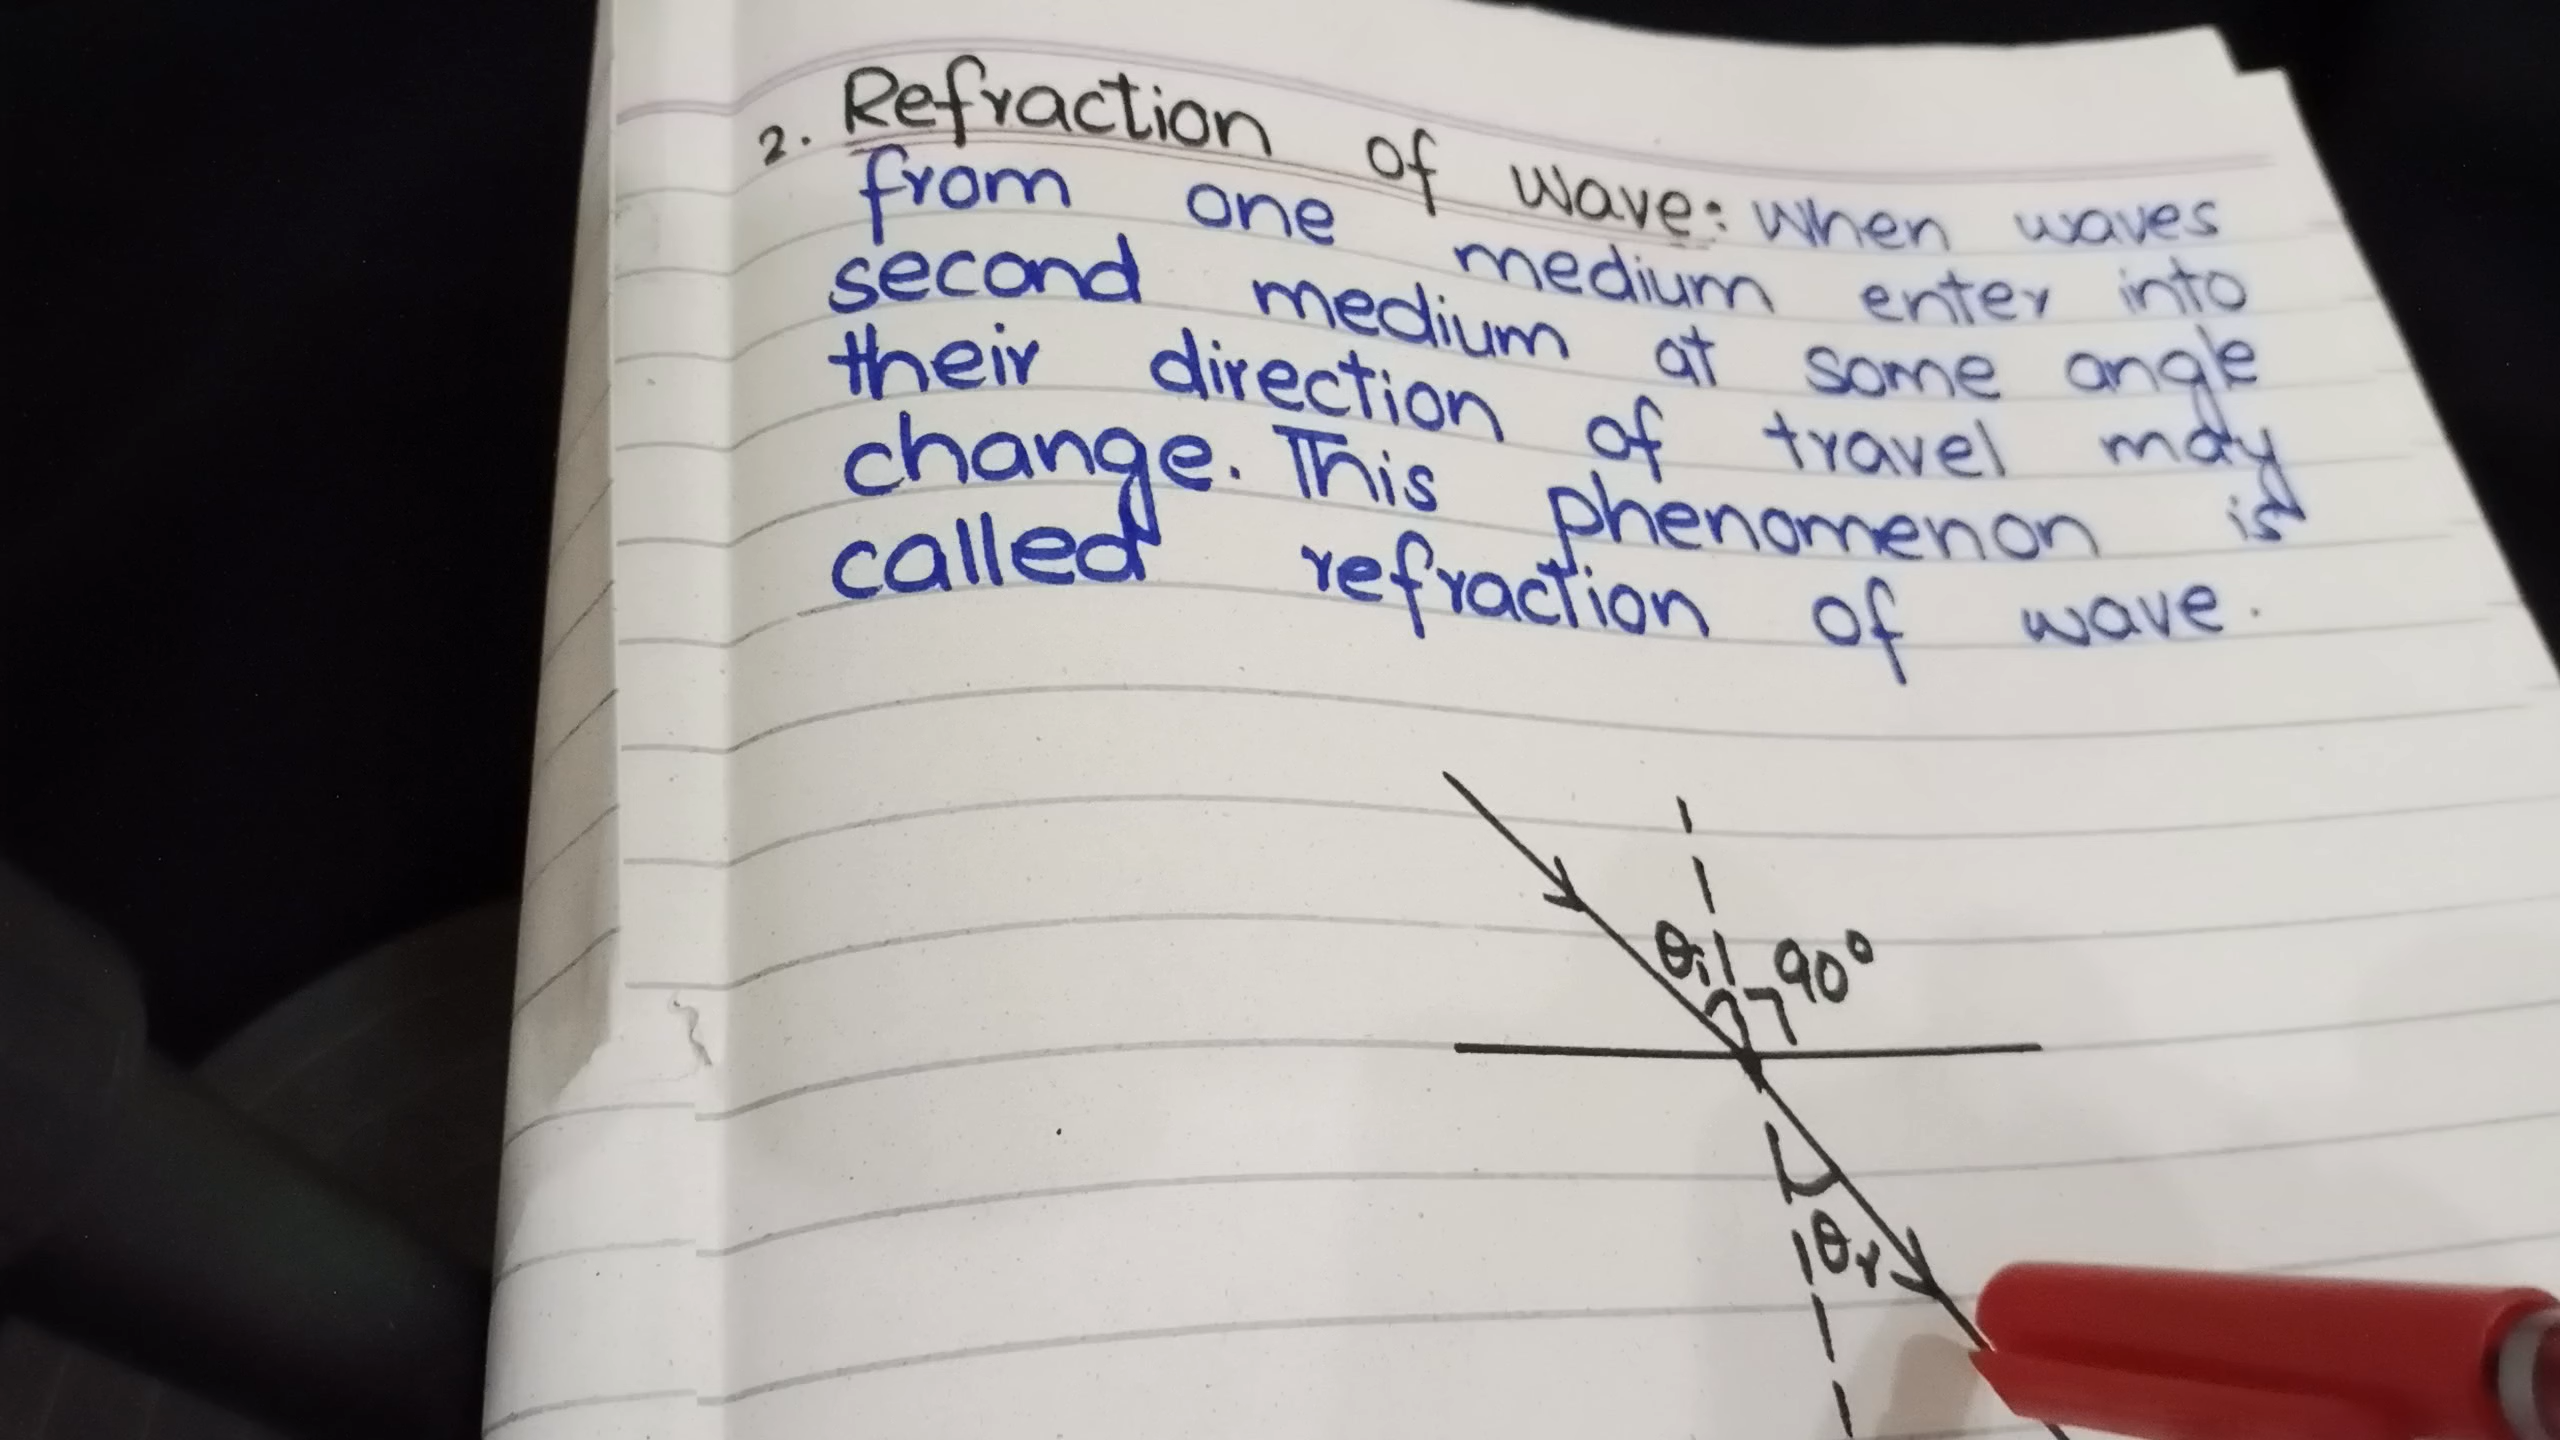 2. Refraction of wave: When waves
from one medium enter into
second medium at some angle
their direction of travel may
change. This phenomenon is
called refraction of wave.
θi 90°
θr